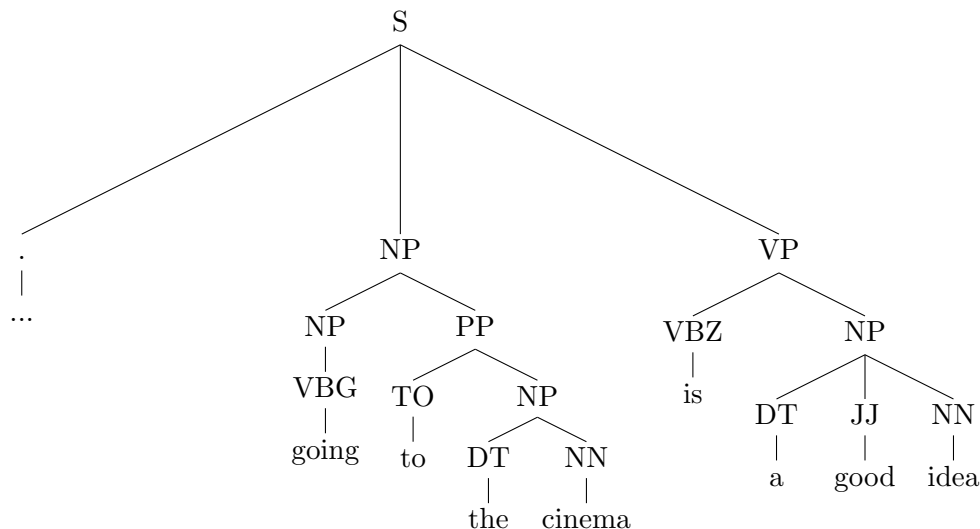 S
. NP VP
...
NP PP VBZ NP
VBG TO NP is DT JJ NN
going to DT NN a good idea
the cinema